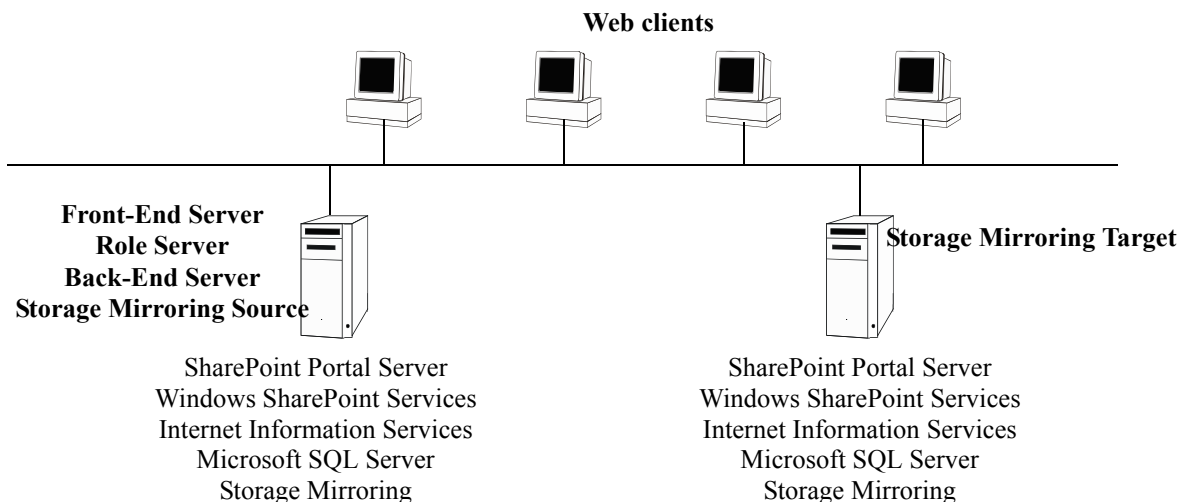 Web clients
Front-End Server
Role Server
Back-End Server
Storage Mirroring Source
Storage Mirroring Target
SharePoint Portal Server
Windows SharePoint Services
Internet Information Services
Microsoft SQL Server
Storage Mirroring
SharePoint Portal Server
Windows SharePoint Services
Internet Information Services
Microsoft SQL Server
Storage Mirroring